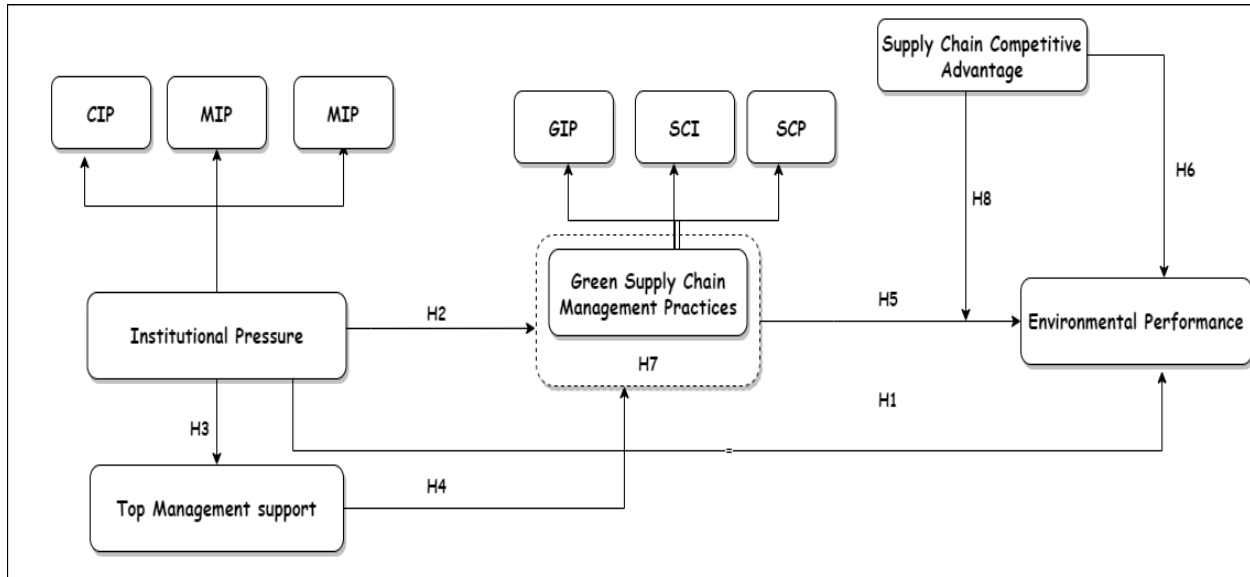 Supply Chain Competitive
Advantage
CIP
MIP
MIP
GIP
SCI
SCP
H6
H8
Green Supply Chain
Management Practices
H2
H5
Institutional Pressure
Environmental Performance
H7
H1
H3
H4
Top Management support